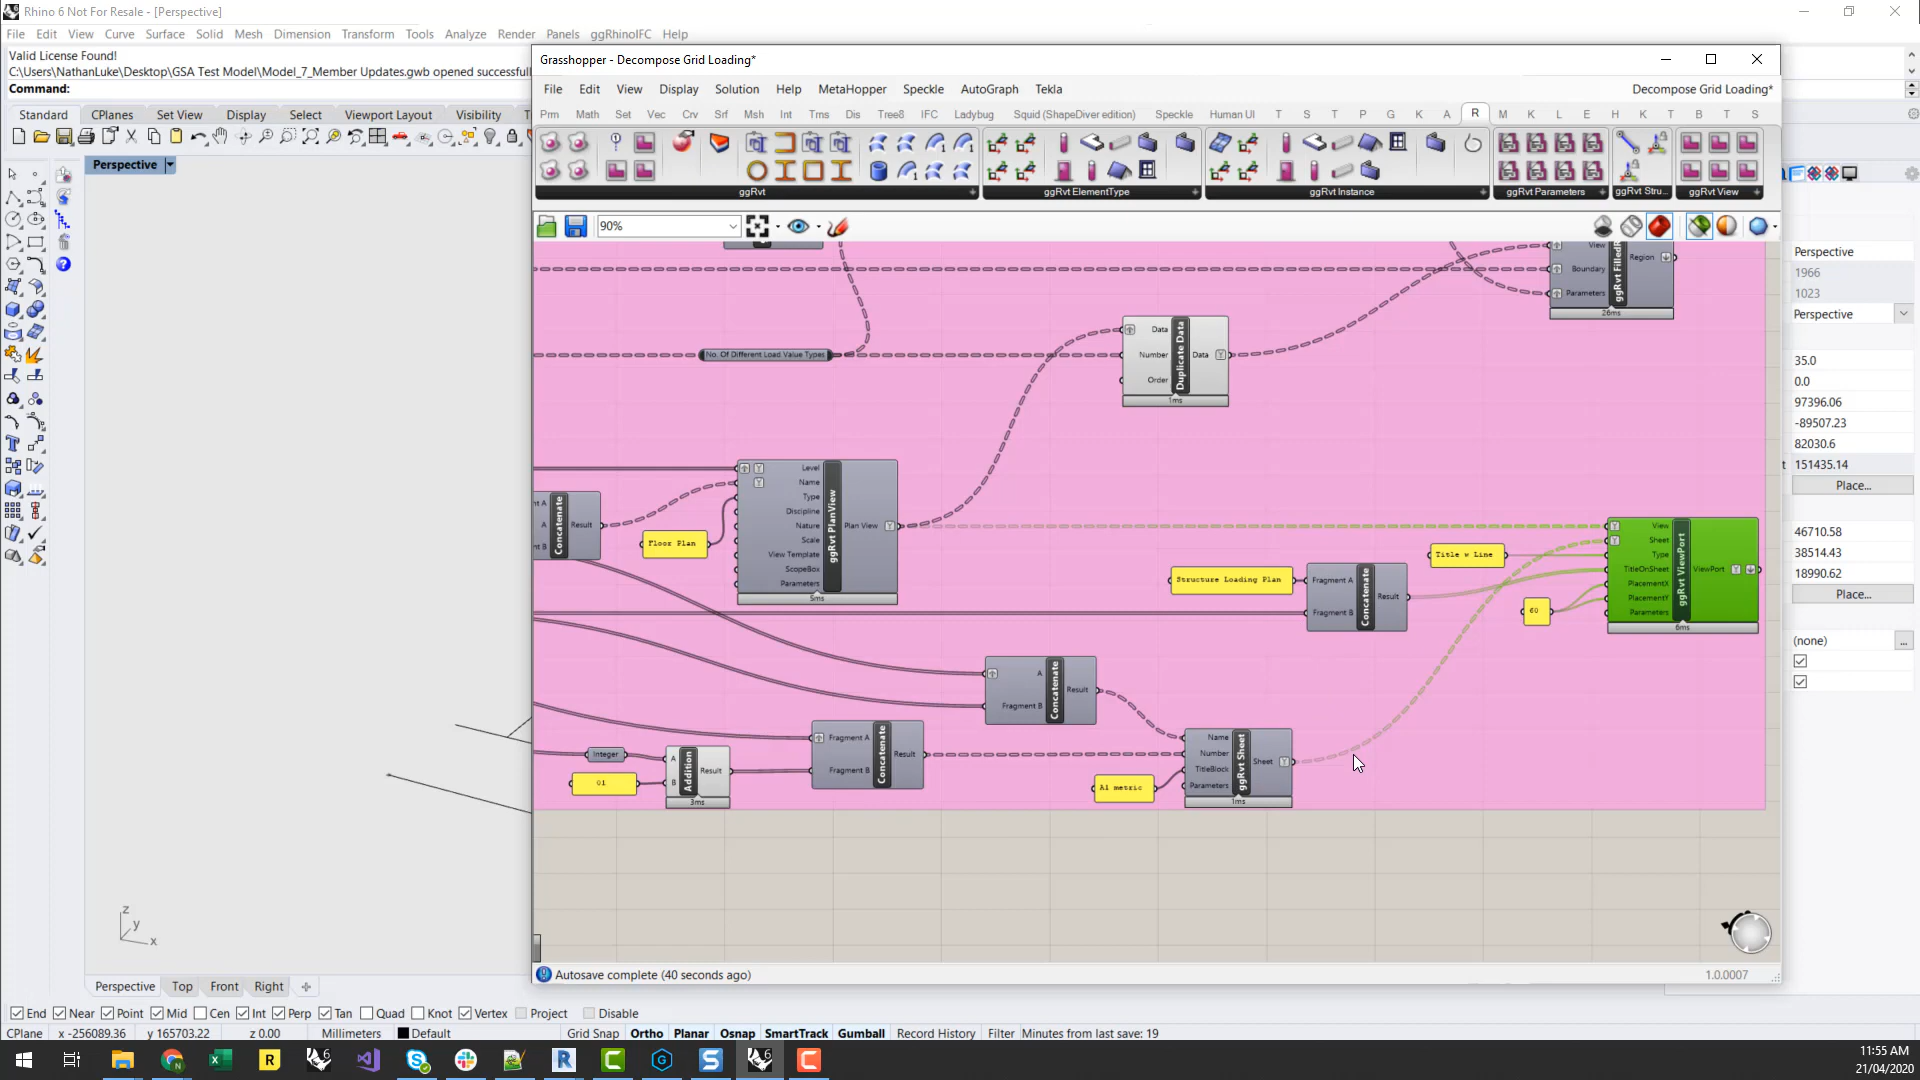 Rhino 6 Not For Resale - [Perspective]
File Edit View Curve Surface Solid Mesh Dimension Transform Tools Analyze Render Panels ggRhinoIFC Help
Valid License Found!
C:\Users\NathanLuke\Desktop\GSA Test Model\Model_7_Member Updates.gwb opened successfull
Command:
Standard CPlanes Set View Display Select Viewport Layout Visibility
Perspective
Grasshopper - Decompose Grid Loading*
File Edit View Display Solution Help MetaHopper Speckle AutoGraph Tekla
Decompose Grid Loading*
Prm Math Set Vec Crv Srf Msh Int Trns Dis Tree8 IFC Ladybug Squid (ShapeDiver edition) Speckle Human UI T S T P G K A R M K L E H K T B T S
ggRvt ggRvt ElementType ggRvt Instance ggRvt Parameters ggRvt Stru... ggRvt View
90%
View
Boundary
Parameters
Region
26ms
No. Of Different Load Value Types
Data
Number
Order
Duplicate Data
Data
1ms
Concatenate
A
Result
Floor Plan
Level
Name
Type
Discipline
Nature
Scale
View Template
ScopeBox
Parameters
ggRvt PlanView
Plan View
5ms
Structure Loading Plan
Fragment A
Fragment B
Concatenate
Result
Title w Line
60
View
Sheet
Type
TitleOnSheet
PlacementX
PlacementY
Parameters
ggRvt ViewPort
ViewPort
6ms
A
Fragment B
Concatenate
Result
Integer
01
A
B
Addition
Result
3ms
Fragment A
Fragment B
Concatenate
Result
A1 metric
Name
Number
TitleBlock
Parameters
ggRvt Sheet
Sheet
1ms
Autosave complete (40 seconds ago)
1.0.0007
Perspective
1966
1023
Perspective
35.0
0.0
97396.06
-89507.23
82030.6
151435.14
Place...
46710.58
38514.43
18990.62
Place...
(none)
...
z
y
x
Perspective Top Front Right
End Near Point Mid Cen Int Perp Tan Quad Knot Vertex Project Disable
CPlane x -256089.36 y 165703.22 z 0.00 Millimeters Default Grid Snap Ortho Planar Osnap SmartTrack Gumball Record History Filter Minutes from last save: 19
11:55 AM
21/04/2020